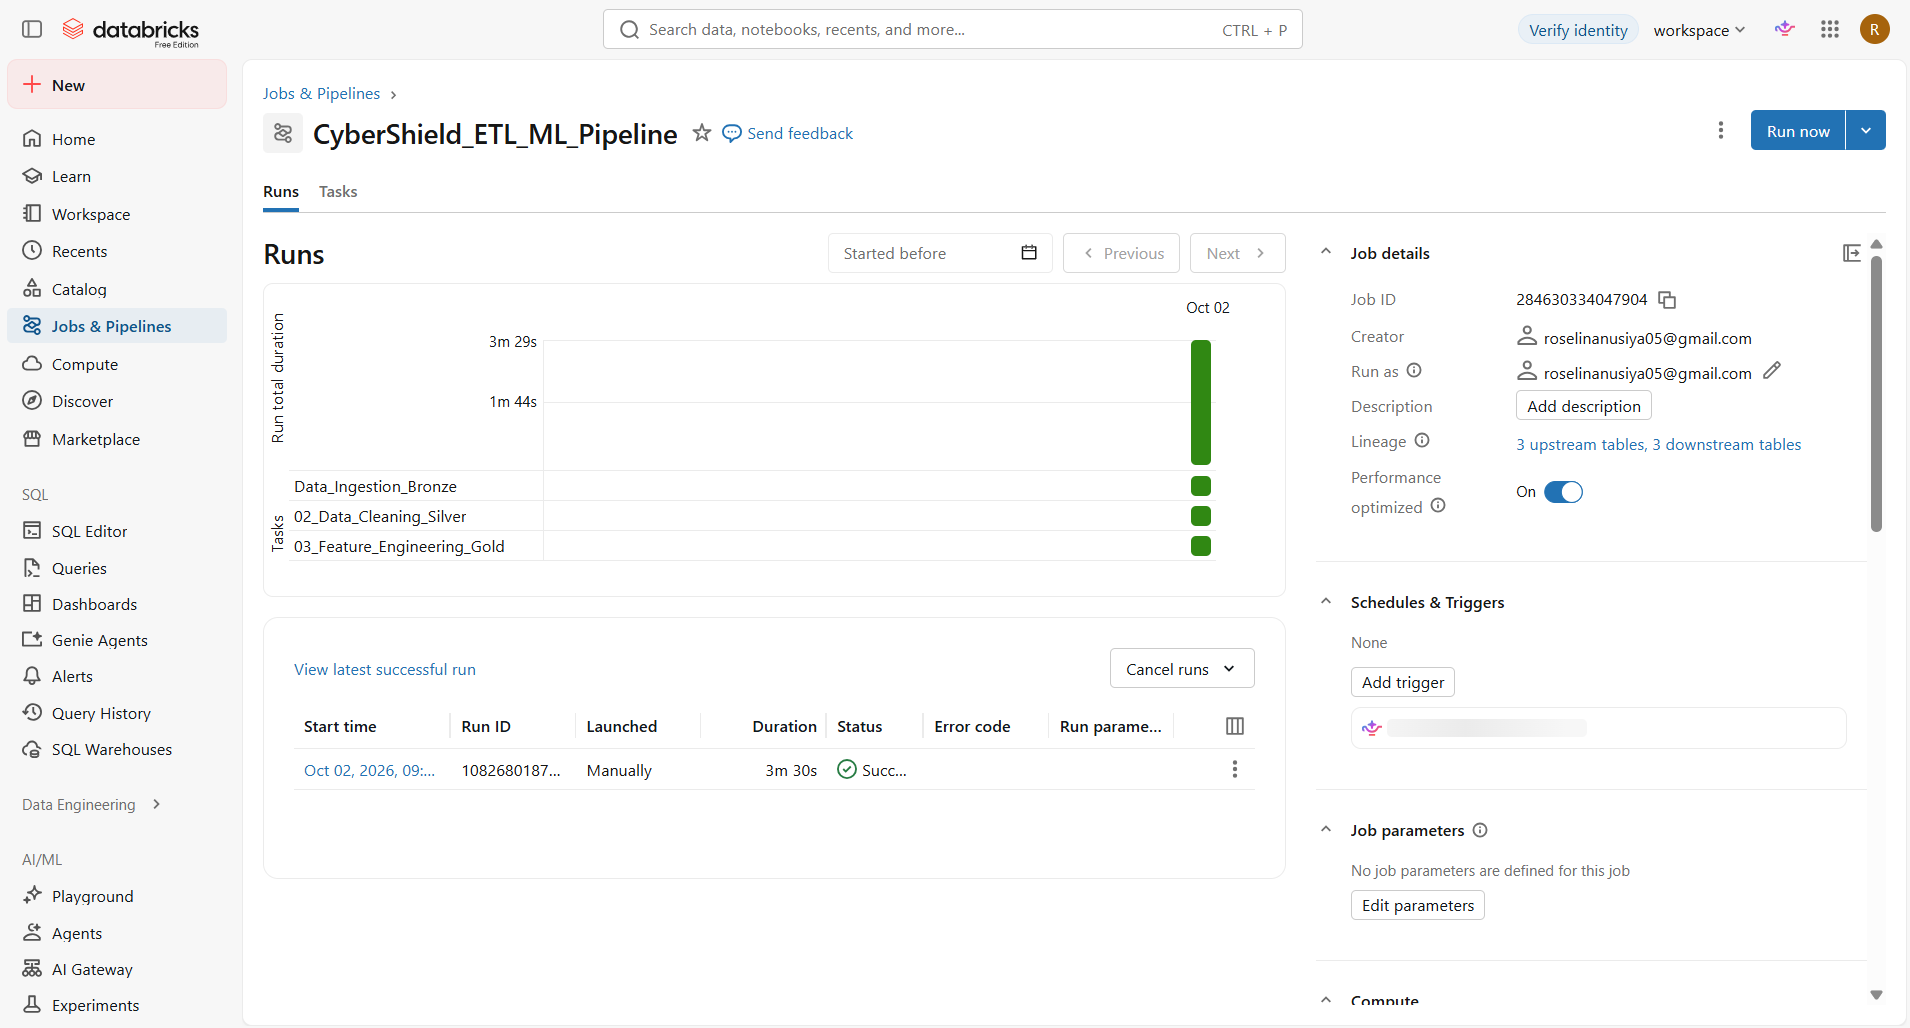 databricks
Free Edition
Search data, notebooks, recents, and more...
CTRL + P
Verify identity
workspace
R
New
Home
Learn
Workspace
Recents
Catalog
Jobs & Pipelines
Compute
Discover
Marketplace
SQL
SQL Editor
Queries
Dashboards
Genie Agents
Alerts
Query History
SQL Warehouses
Data Engineering
AI/ML
Playground
Agents
AI Gateway
Experiments
Jobs & Pipelines
CyberShield_ETL_ML_Pipeline
Send feedback
Run now
Runs
Tasks
Runs
Started before
Previous
Next
Oct 02
Run total duration
3m 29s
1m 44s
Tasks
Data_Ingestion_Bronze
02_Data_Cleaning_Silver
03_Feature_Engineering_Gold
View latest successful run
Cancel runs
Start time Run ID Launched Duration Status Error code Run parame...
Oct 02, 2026, 09:... 1082680187... Manually 3m 30s Succ...
Job details
Job ID 284630334047904
Creator roselinanusiya05@gmail.com
Run as roselinanusiya05@gmail.com
Description Add description
Lineage 3 upstream tables, 3 downstream tables
Performance
optimized
On
Schedules & Triggers
None
Add trigger
Job parameters
No job parameters are defined for this job
Edit parameters
Compute